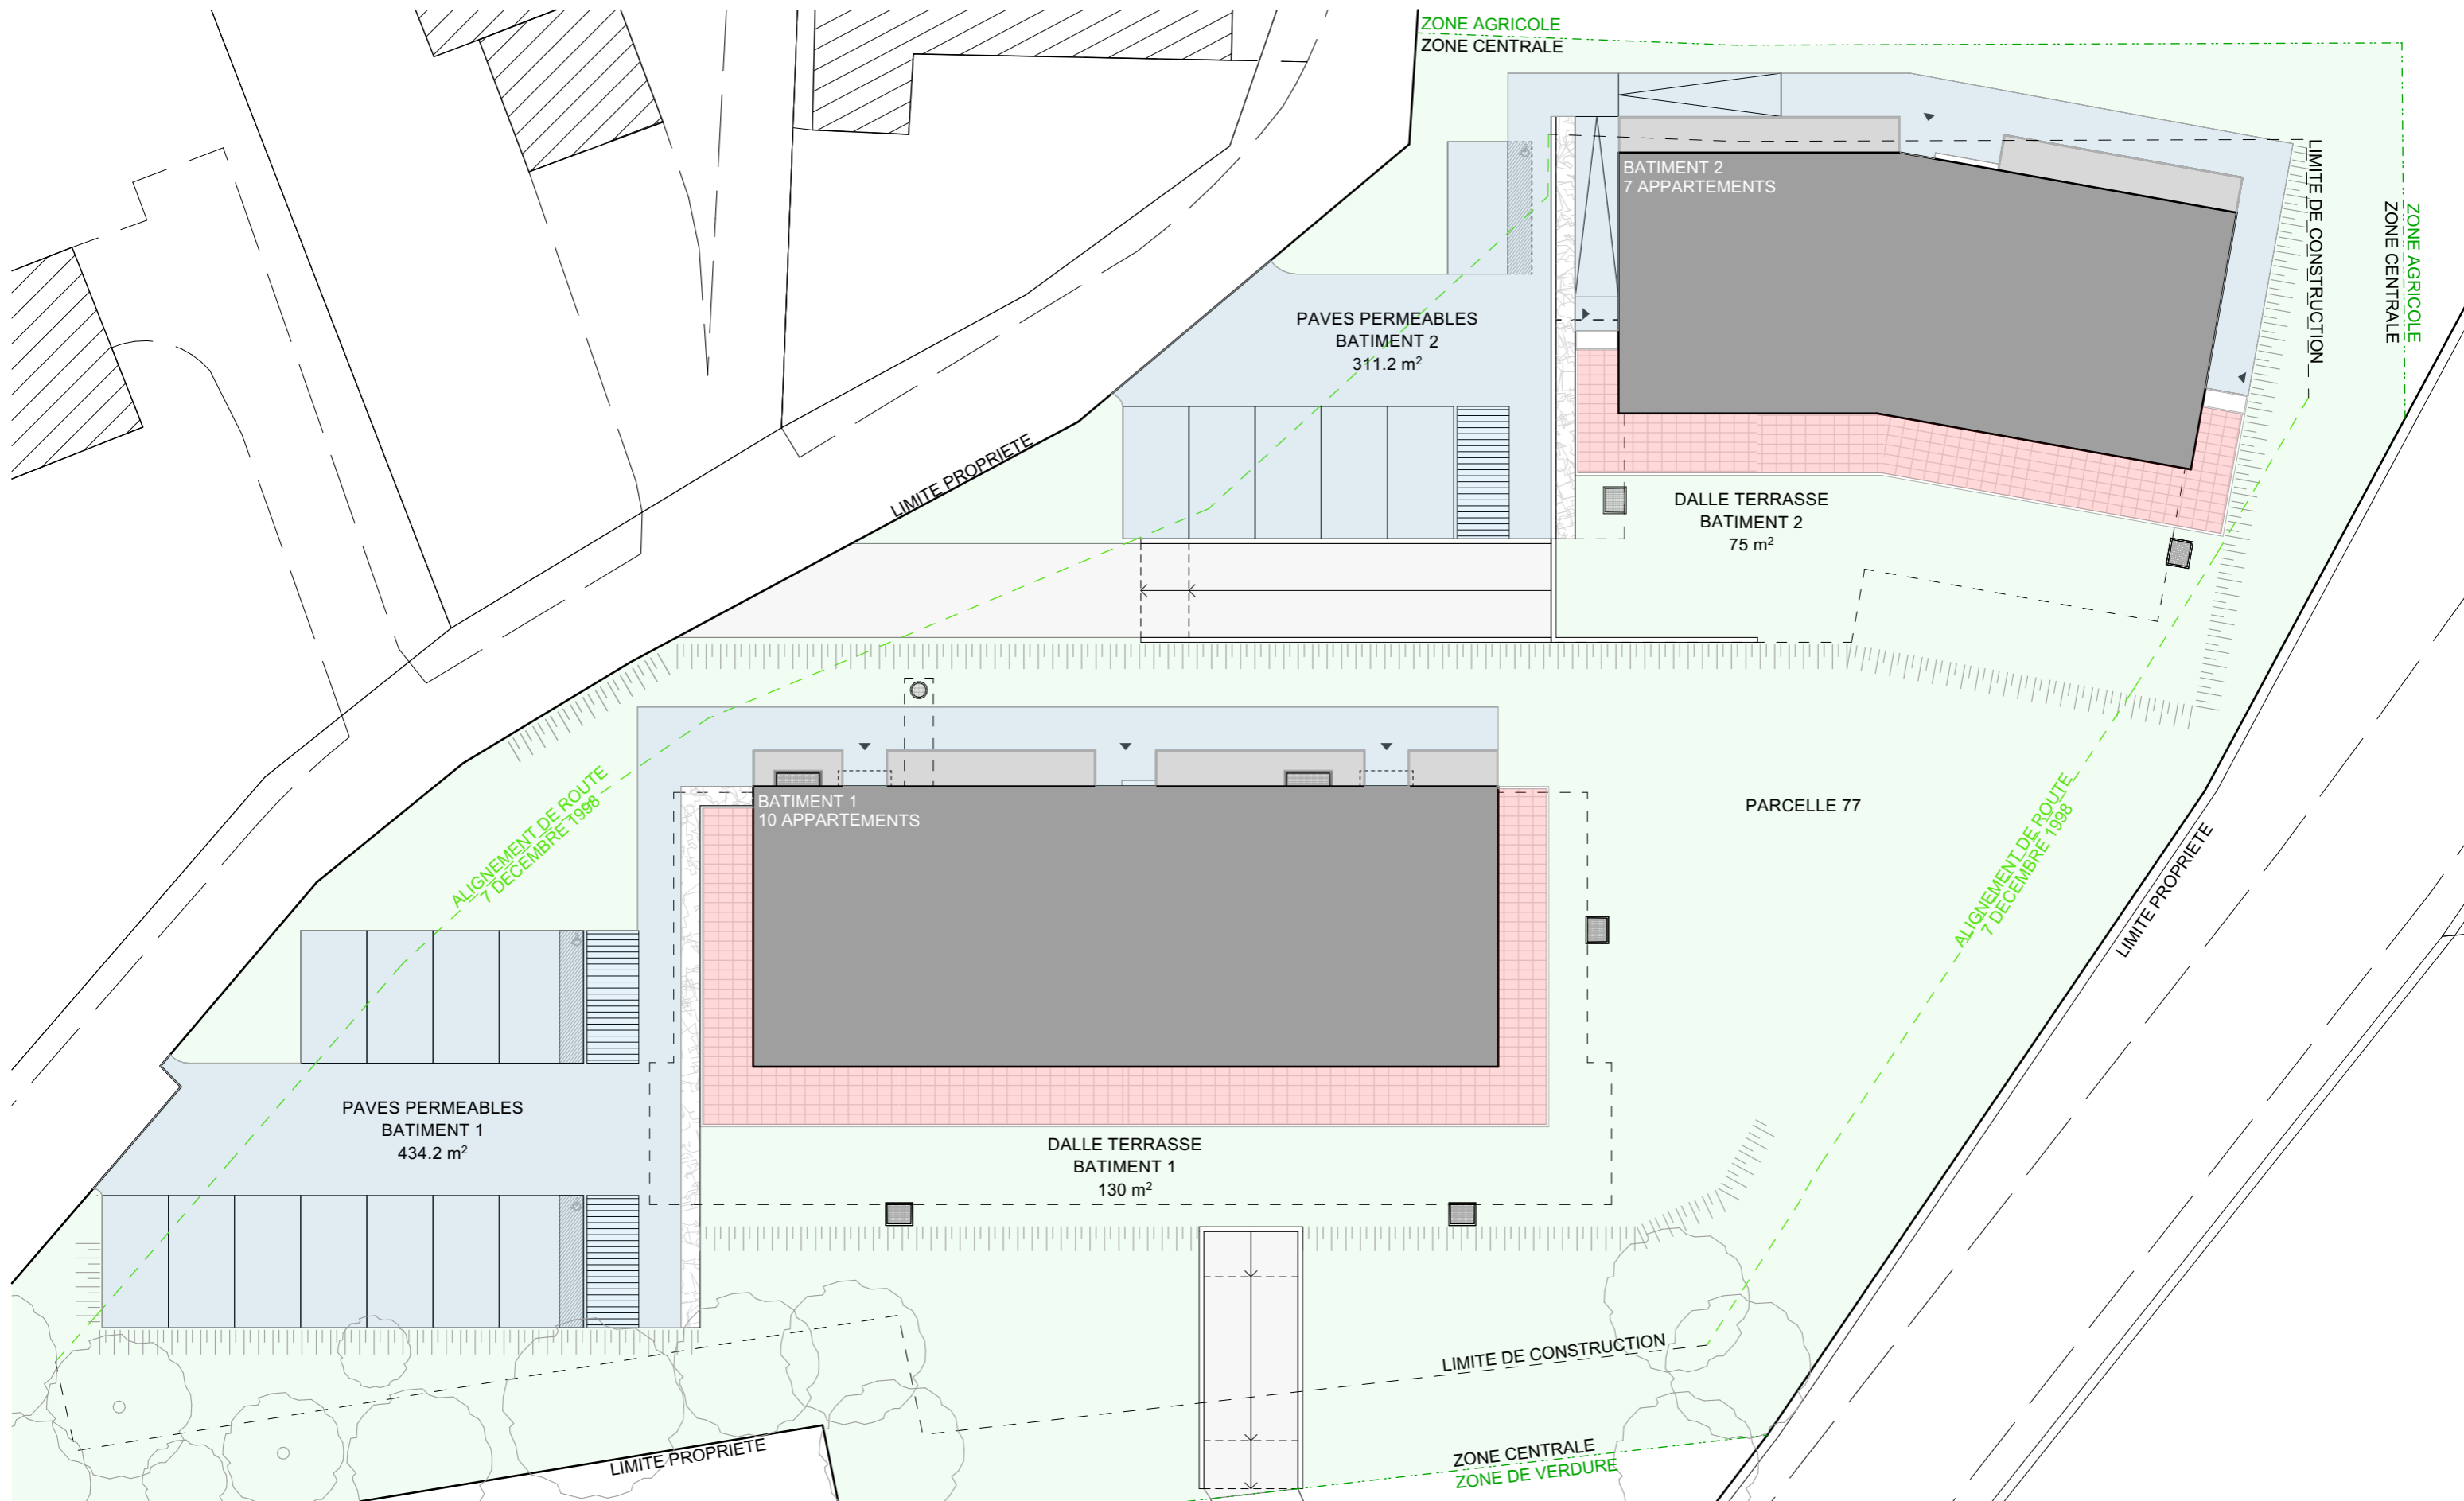 ZONE AGRICOLE
ZONE CENTRALE
BATIMENT 2
7 APPARTEMENTS
LIMITE DE CONSTRUCTION
ZONE CENTRALE
ZONE AGRICOLE
PAVES PERMEABLES
BATIMENT 2
311.2 m²
LIMITE PROPRIETE
DALLE TERRASSE
BATIMENT 2
75 m²
ALIGNEMENT DE ROUTE
7 DECEMBRE 1998
BATIMENT 1
10 APPARTEMENTS
PARCELLE 77
ALIGNEMENT DE ROUTE
7 DECEMBRE 1998
LIMITE PROPRIETE
PAVES PERMEABLES
BATIMENT 1
434.2 m²
DALLE TERRASSE
BATIMENT 1
130 m²
LIMITE DE CONSTRUCTION
LIMITE PROPRIETE
ZONE CENTRALE
ZONE DE VERDURE